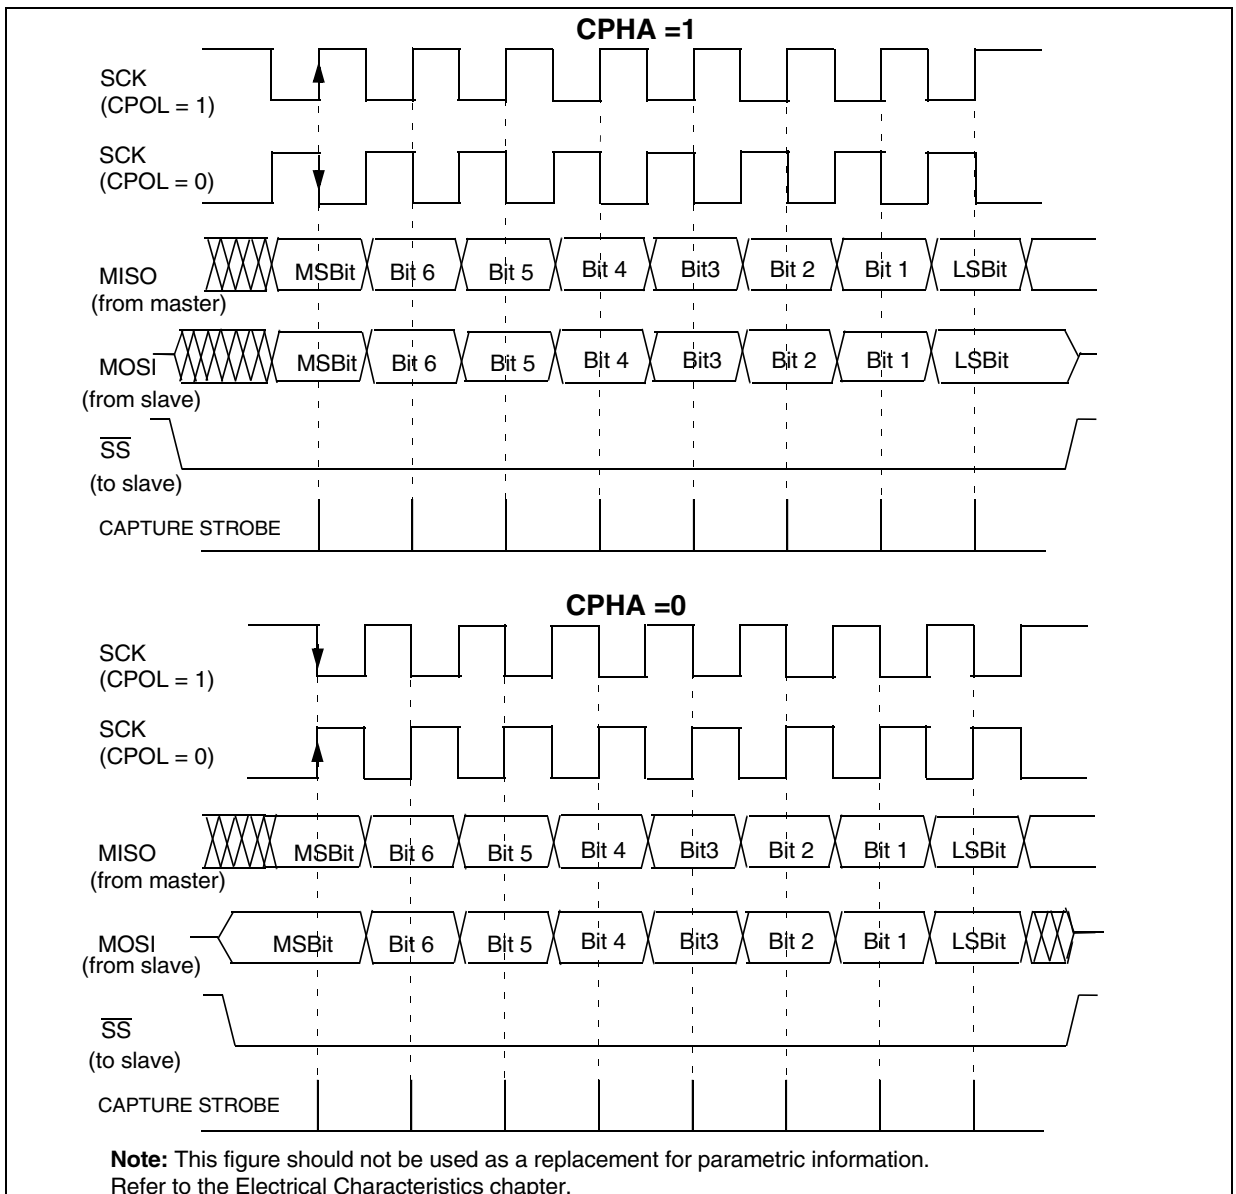 CPHA =1
SCK
(CPOL = 1)
SCK
(CPOL = 0)
MISO
(from master)
MSBit Bit 6 Bit 5 Bit 4 Bit3 Bit 2 Bit 1 LSBit
MOSI
(from slave)
MSBit Bit 6 Bit 5 Bit 4 Bit3 Bit 2 Bit 1 LSBit
SS
(to slave)
CAPTURE STROBE
CPHA =0
SCK
(CPOL = 1)
SCK
(CPOL = 0)
MISO
(from master)
MSBit Bit 6 Bit 5 Bit 4 Bit3 Bit 2 Bit 1 LSBit
MOSI
(from slave)
MSBit Bit 6 Bit 5 Bit 4 Bit3 Bit 2 Bit 1 LSBit
SS
(to slave)
CAPTURE STROBE
Note: This figure should not be used as a replacement for parametric information.
Refer to the Electrical Characteristics chapter.